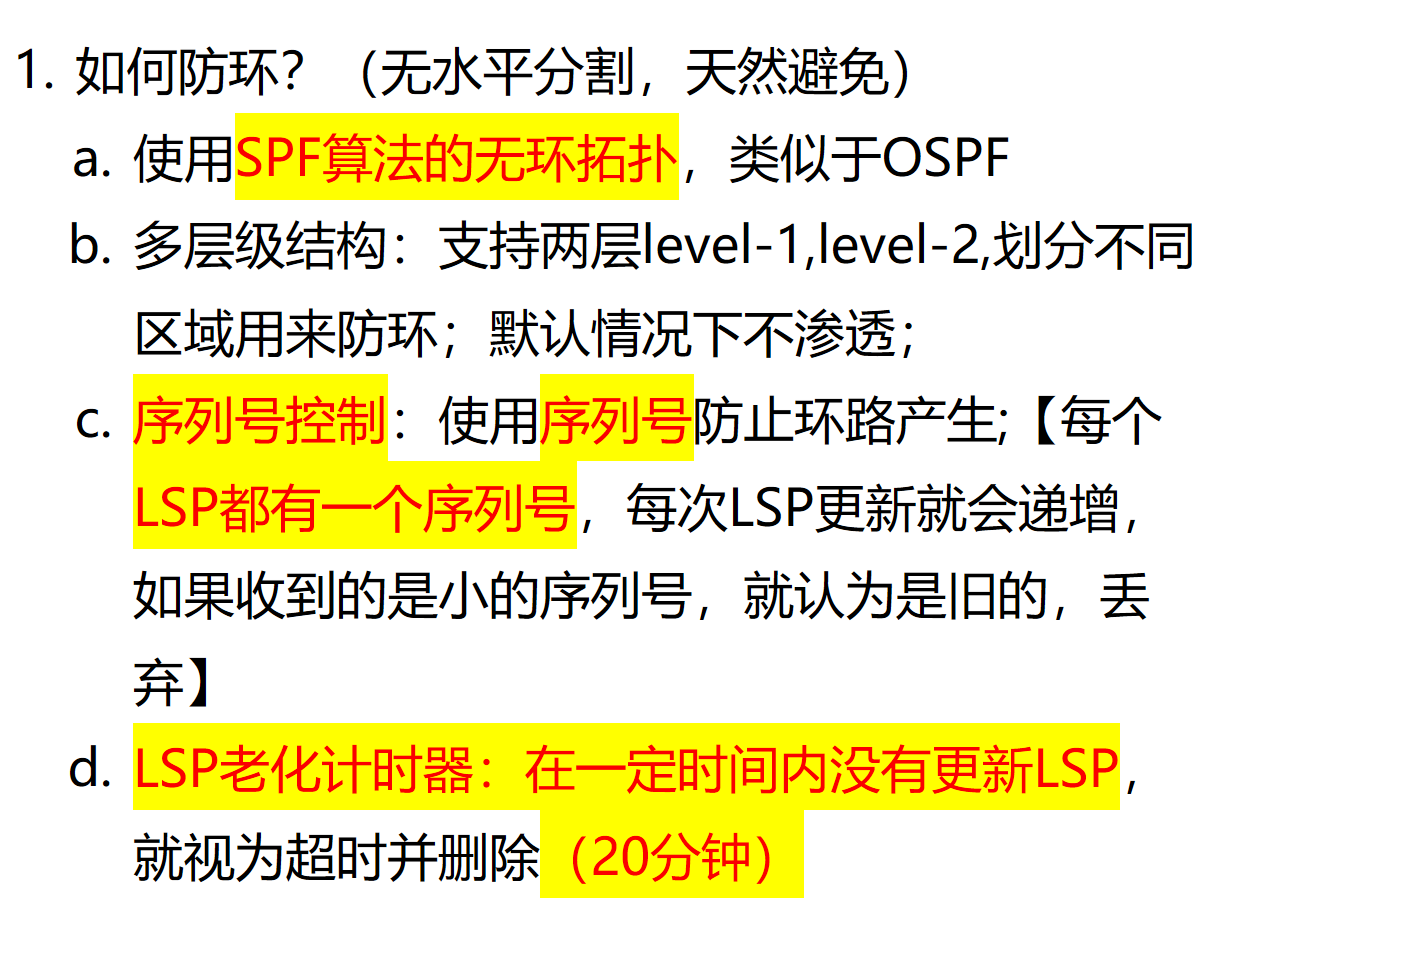 1. 如何防环？（无水平分割，天然避免）
a. 使用SPF算法的无环拓扑，类似于OSPF
b. 多层级结构：支持两层level-1,level-2,划分不同
区域用来防环；默认情况下不渗透；
c. 序列号控制：使用序列号防止环路产生;【每个
LSP都有一个序列号，每次LSP更新就会递增，
如果收到的是小的序列号，就认为是旧的，丢
弃】
d. LSP老化计时器：在一定时间内没有更新LSP，
就视为超时并删除（20分钟）